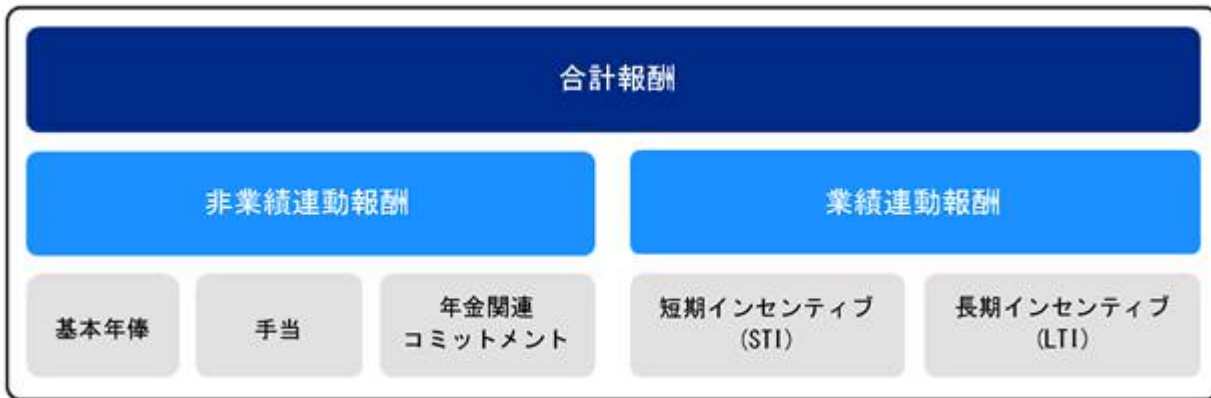 合計報酬
非業績連動報酬
業績連動報酬
基本年俸
手当
年金関連
コミットメント
短期インセンティブ
(STI)
長期インセンティブ
(LTI)